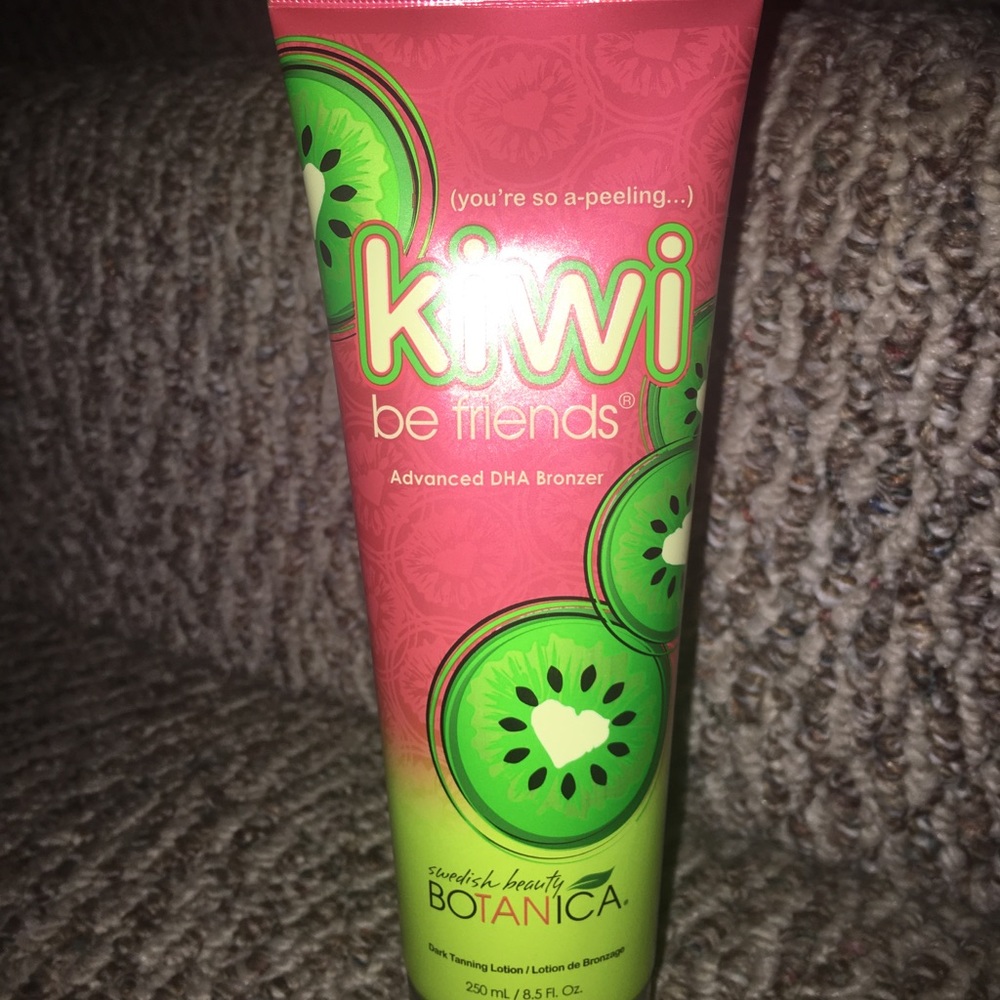 (you're so a-peeling...)
kiwi
be friends®
Advanced DHA Bronzer
swedish beauty
BOTANICA®
Dark Tanning Lotion / Lotion de Bronzage
250 mL / 8.5 Fl. Oz.